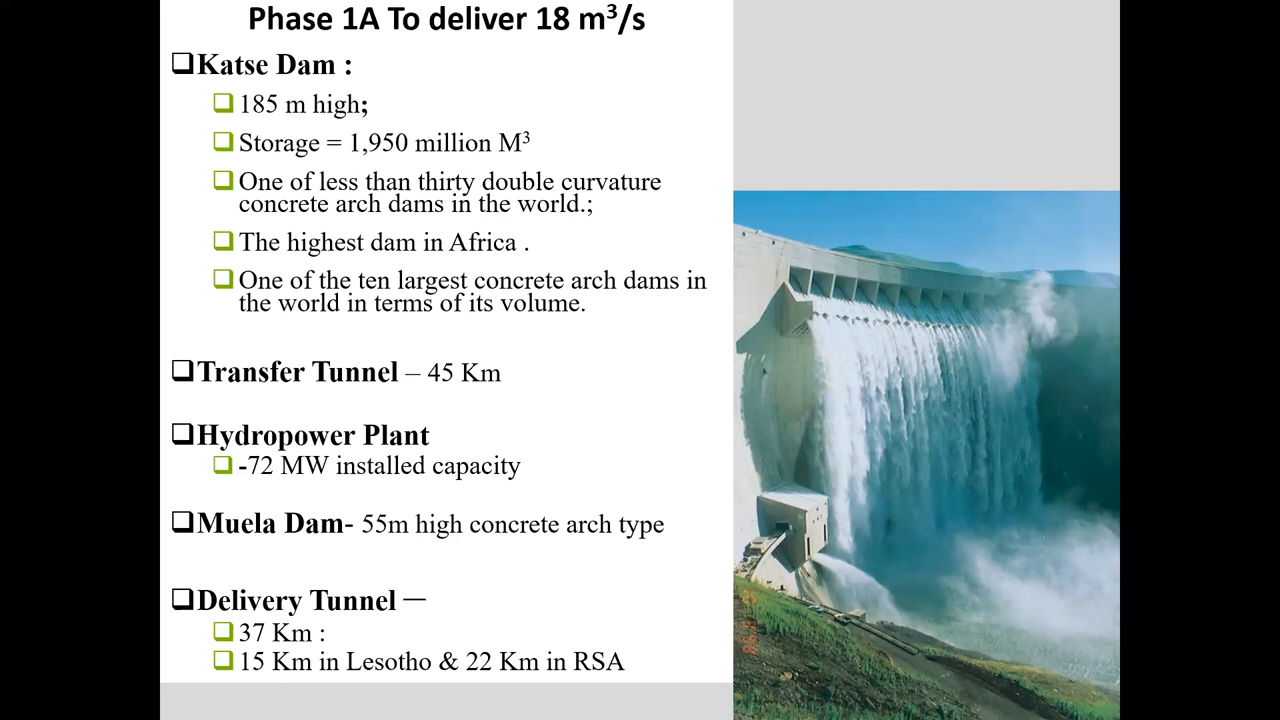 Phase 1A To deliver 18 m³/s
Katse Dam :
185 m high;
Storage = 1,950 million M³
One of less than thirty double curvature
concrete arch dams in the world.;
The highest dam in Africa .
One of the ten largest concrete arch dams in
the world in terms of its volume.
Transfer Tunnel – 45 Km
Hydropower Plant
-72 MW installed capacity
Muela Dam- 55m high concrete arch type
Delivery Tunnel —
37 Km :
15 Km in Lesotho & 22 Km in RSA